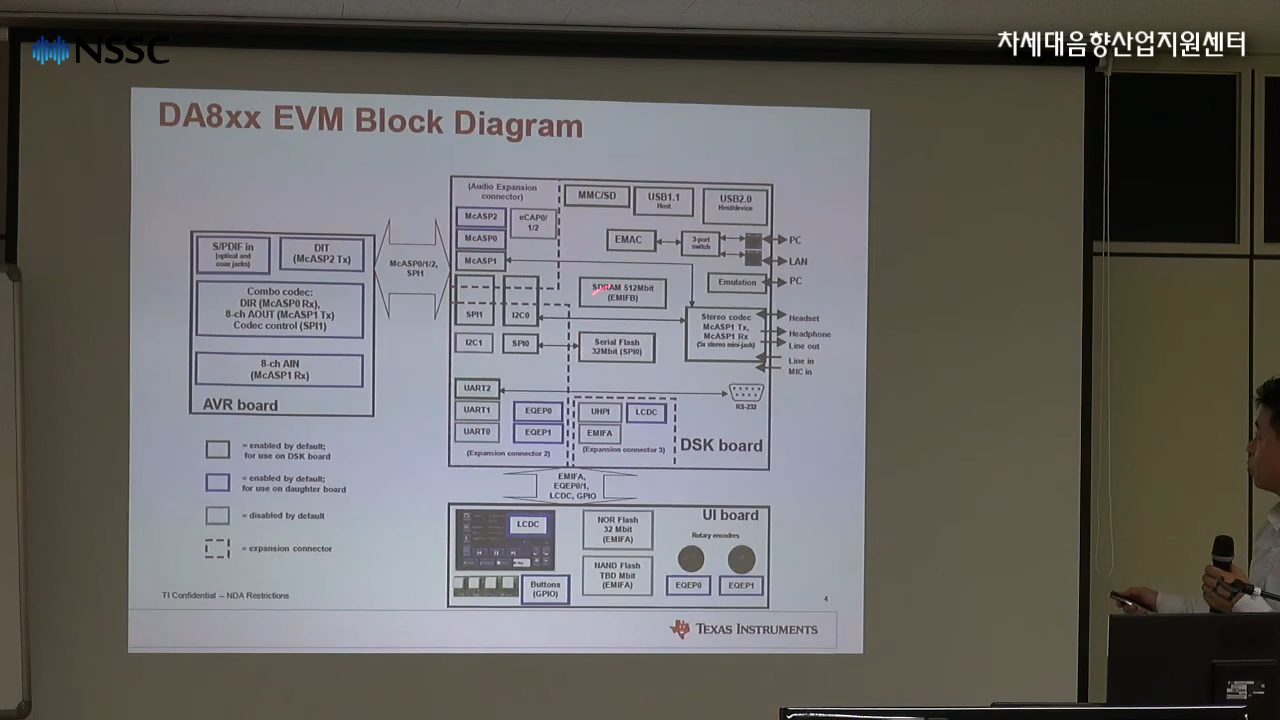 NSSC
차세대음향산업지원센터
DA8xx EVM Block Diagram
(Audio Expansion
connector)
MMC/SD
USB1.1
Host
USB2.0
Host/device
McASP2
eCAP0/
1/2
McASP0
McASP1
EMAC
3-port
switch
PC
LAN
Emulation
PC
S/PDIF in
(optical and
coax jacks)
DIT
(McASP2 Tx)
McASP0/1/2,
SPI1
Combo codec:
DIR (McASP0 Rx),
8-ch AOUT (McASP1 Tx)
Codec control (SPI1)
8-ch AIN
(McASP1 Rx)
AVR board
SDRAM 512Mbit
(EMIFB)
SPI1
I2C0
Stereo codec
McASP1 Tx,
McASP1 Rx
(3x stereo mini-jack)
Headset
Headphone
Line out
Line in
MIC in
I2C1
SPI0
Serial Flash
32Mbit (SPI0)
UART2
RS-232
UART1
EQEP0
UHPI
LCDC
UART0
EQEP1
EMIFA
DSK board
(Expansion connector 2)
(Expansion connector 3)
EMIFA,
EQEP0/1,
LCDC, GPIO
= enabled by default;
for use on DSK board
= enabled by default;
for use on daughter board
= disabled by default
= expansion connector
LCDC
NOR Flash
32 Mbit
(EMIFA)
UI board
Rotary encoders
NAND Flash
TBD Mbit
(EMIFA)
Buttons
(GPIO)
EQEP0
EQEP1
TI Confidential – NDA Restrictions
4
TEXAS INSTRUMENTS